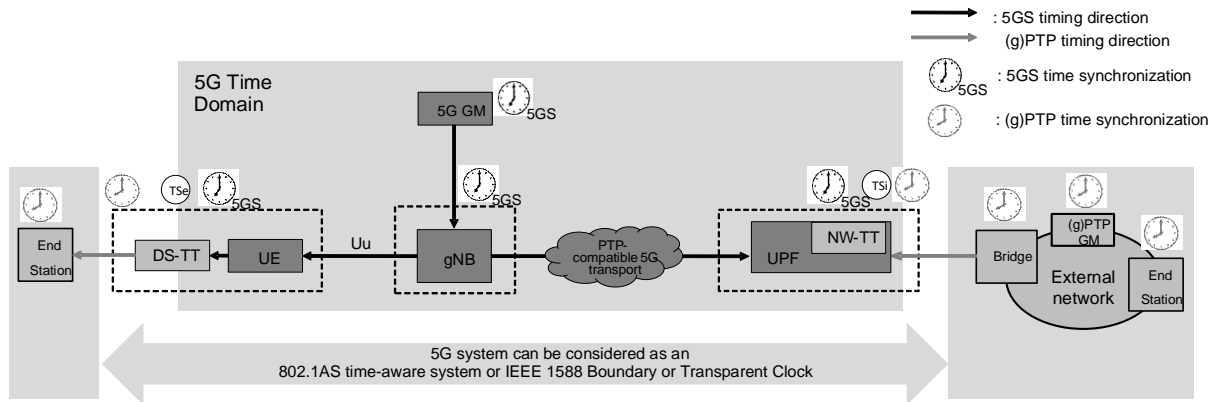 : 5GS timing direction
(g)PTP timing direction
: 5GS time synchronization
5GS
: (g)PTP time synchronization
5G Time
Domain
5G GM
5GS
5GS
TSe
5GS
5GS
TSi
(g)PTP
GM
End
Station
DS-TT
UE
Uu
gNB
PTP-
compatible 5G
transport
NW-TT
UPF
Bridge
External
network
End
Station
5G system can be considered as an
802.1AS time-aware system or IEEE 1588 Boundary or Transparent Clock